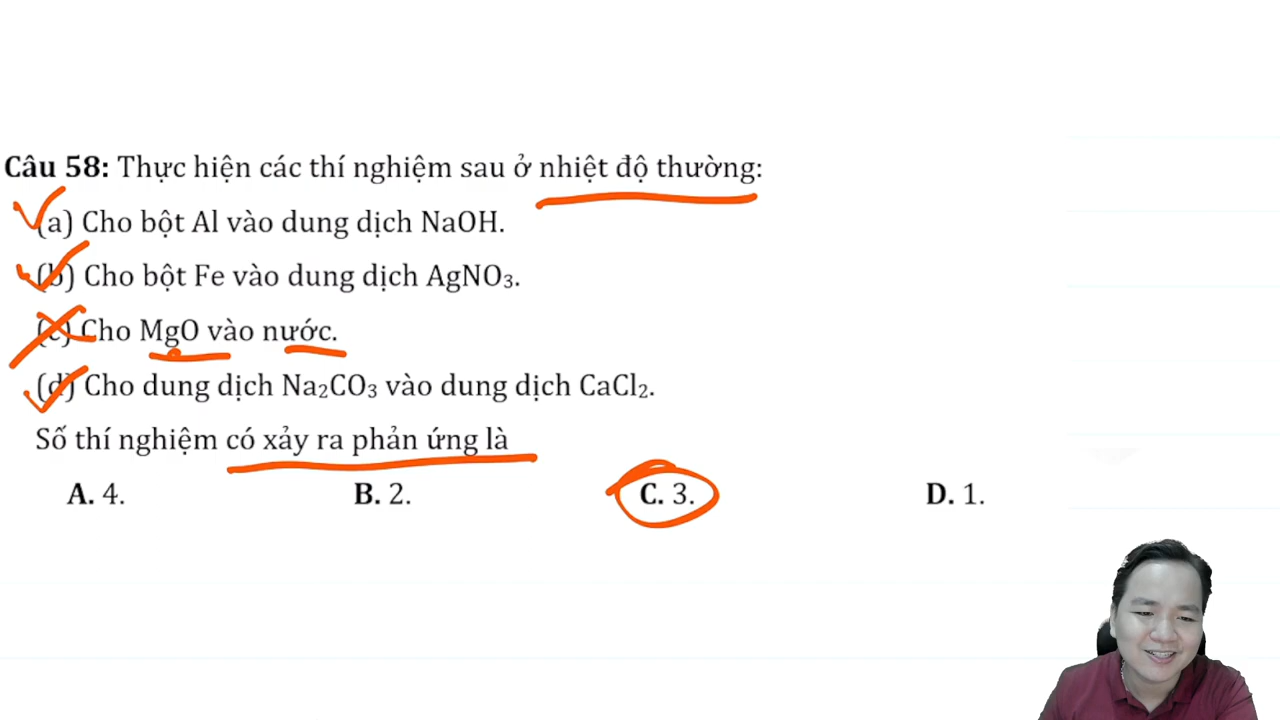 Câu 58: Thực hiện các thí nghiệm sau ở nhiệt độ thường:
(a) Cho bột Al vào dung dịch NaOH.
(b) Cho bột Fe vào dung dịch AgNO₃.
(c) Cho MgO vào nước.
(d) Cho dung dịch Na₂CO₃ vào dung dịch CaCl₂.
Số thí nghiệm có xảy ra phản ứng là
A. 4. B. 2. C. 3. D. 1.